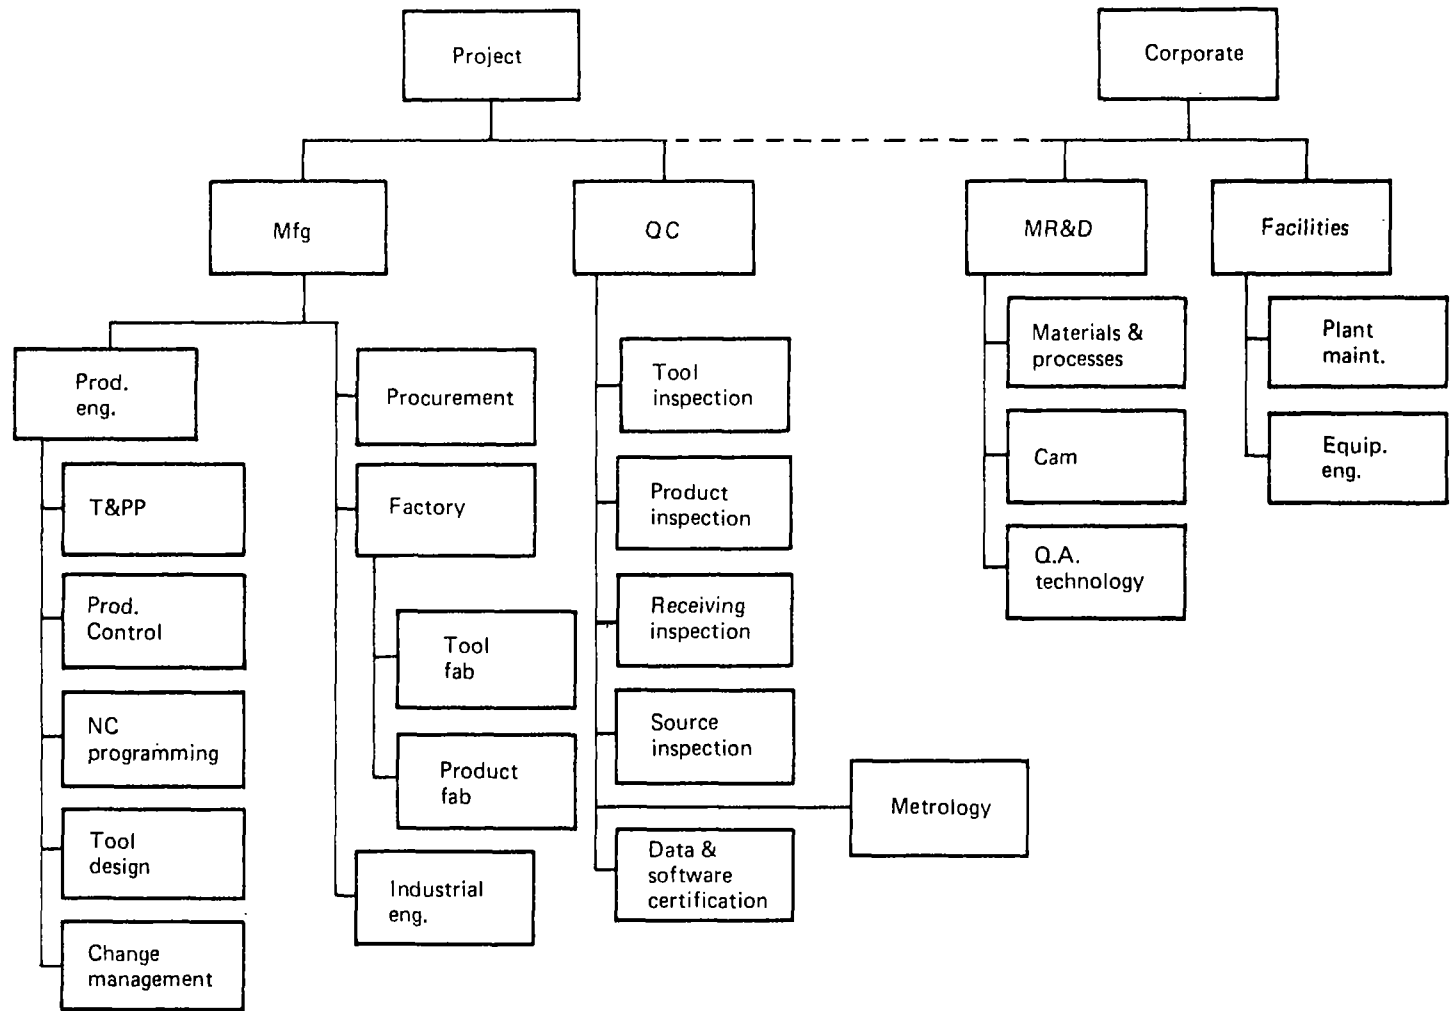 Project
Corporate
Mfg
QC
MR&D
Facilities
Prod.
eng.
T&PP
Prod.
Control
NC
programming
Tool
design
Change
management
Procurement
Factory
Tool
fab
Product
fab
Industrial
eng.
Tool
inspection
Product
inspection
Receiving
inspection
Source
inspection
Metrology
Data &
software
certification
Materials &
processes
Cam
Q.A.
technology
Plant
maint.
Equip.
eng.